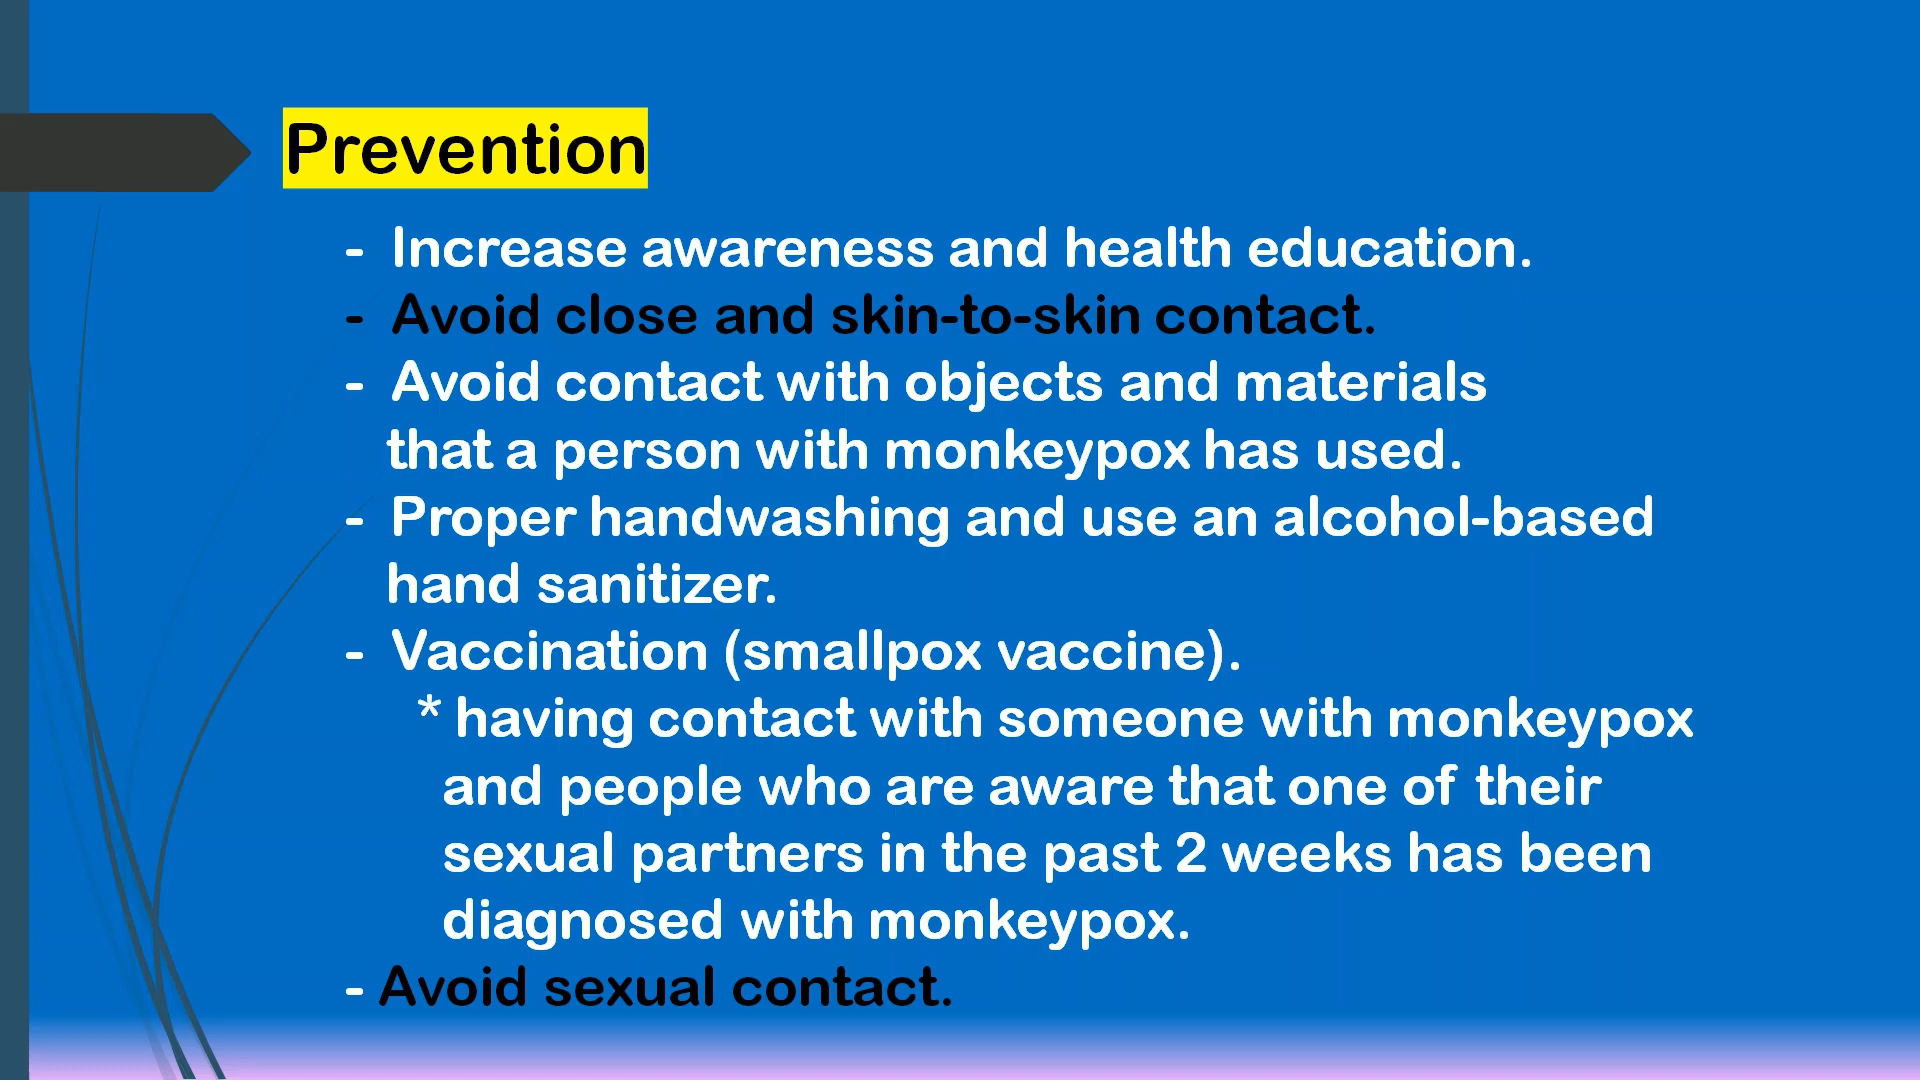 Prevention
- Increase awareness and health education.
- Avoid close and skin-to-skin contact.
- Avoid contact with objects and materials
that a person with monkeypox has used.
- Proper handwashing and use an alcohol-based
hand sanitizer.
- Vaccination (smallpox vaccine).
* having contact with someone with monkeypox
and people who are aware that one of their
sexual partners in the past 2 weeks has been
diagnosed with monkeypox.
- Avoid sexual contact.